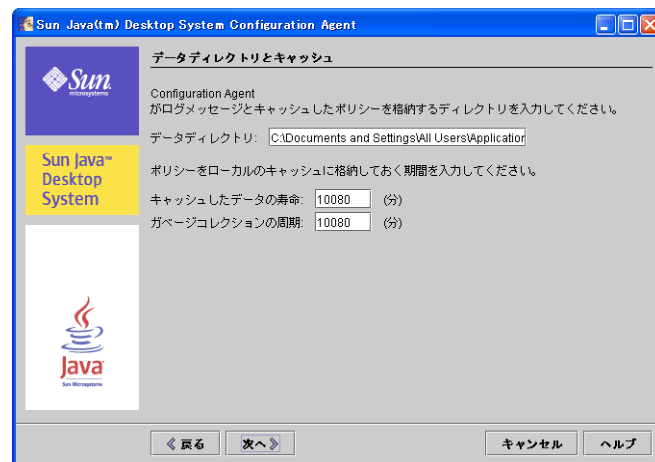 Sun Java(tm) Desktop System Configuration Agent
Sun
microsystems
Sun Java™
Desktop
System
Java
Sun Microsystems
データディレクトリとキャッシュ
Configuration Agent
がログメッセージとキャッシュしたポリシーを格納するディレクトリを入力してください。
データディレクトリ: C:\Documents and Settings\All Users\Application
ポリシーをローカルのキャッシュに格納しておく期間を入力してください。
キャッシュしたデータの寿命: 10080 (分)
ガベージコレクションの周期: 10080 (分)
戻る 次へ キャンセル ヘルプ